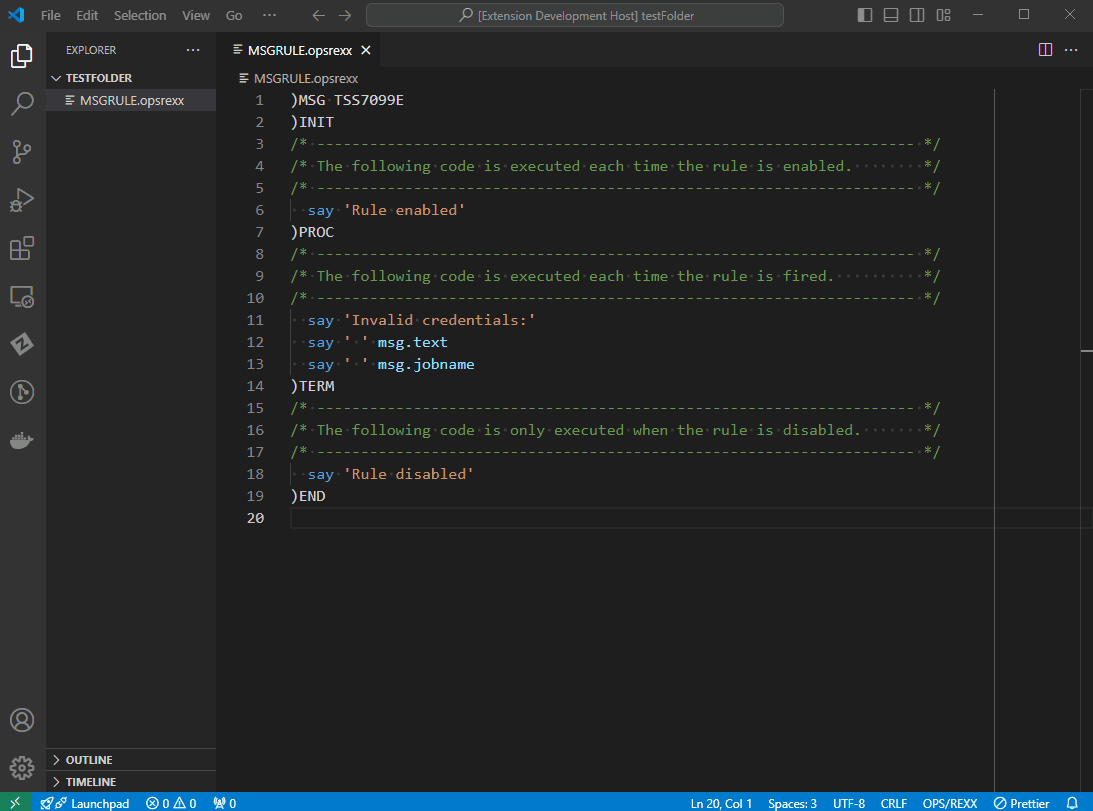 File Edit Selection View Go ··· [Extension Development Host] testFolder
EXPLORER ···
TESTFOLDER
MSGRULE.opsrexx
MSGRULE.opsrexx
MSGRULE.opsrexx
1 )MSG TSS7099E
2 )INIT
3 /* --------------------------------------------------------------------- */
4 /* The following code is executed each time the rule is enabled. */
5 /* --------------------------------------------------------------------- */
6 say 'Rule enabled'
7 )PROC
8 /* --------------------------------------------------------------------- */
9 /* The following code is executed each time the rule is fired. */
10 /* --------------------------------------------------------------------- */
11 say 'Invalid credentials:'
12 say ' ' msg.text
13 say ' ' msg.jobname
14 )TERM
15 /* --------------------------------------------------------------------- */
16 /* The following code is only executed when the rule is disabled. */
17 /* --------------------------------------------------------------------- */
18 say 'Rule disabled'
19 )END
20
OUTLINE
TIMELINE
Launchpad 0 0 0 Ln 20, Col 1 Spaces: 3 UTF-8 CRLF OPS/REXX Prettier